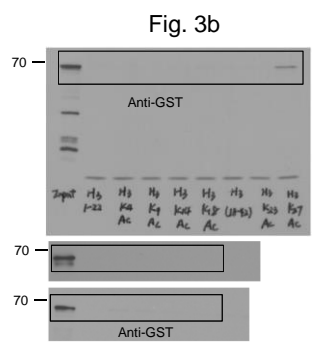 Fig. 3b
70
Anti-GST
Input H3 H3 H3 H3 H3 H3 H3 H3
1-22 K4 K9 K14 K18 (21-42) K23 K27
Ac Ac Ac Ac Ac Ac
70
70
Anti-GST